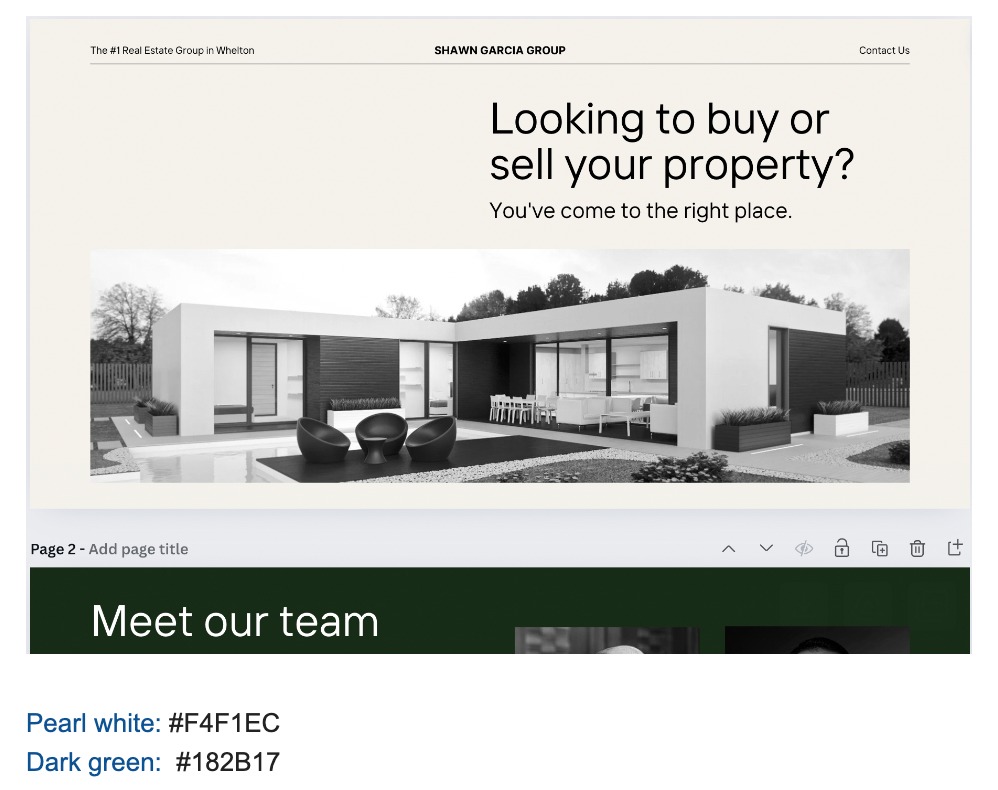 The #1 Real Estate Group in Whelton
SHAWN GARCIA GROUP
Contact Us
Looking to buy or
sell your property?
You've come to the right place.
Page 2 - Add page title
Meet our team
Pearl white: #F4F1EC
Dark green: #182B17